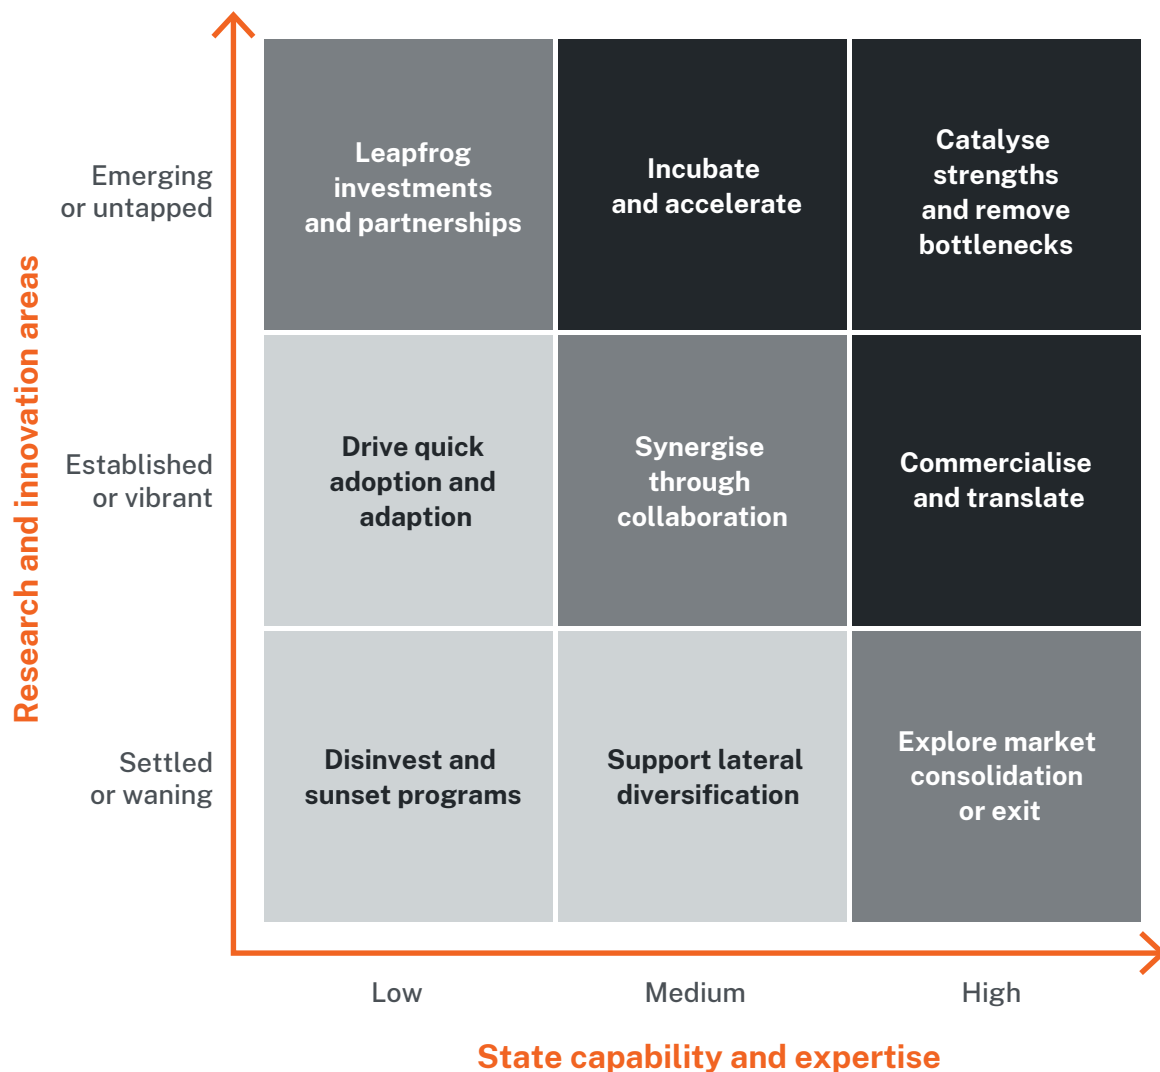 Research and innovation areas
Emerging
or untapped
Leapfrog
investments
and partnerships
Incubate
and accelerate
Catalyse
strengths
and remove
bottlenecks
Established
or vibrant
Drive quick
adoption and
adaption
Synergise
through
collaboration
Commercialise
and translate
Settled
or waning
Disinvest and
sunset programs
Support lateral
diversification
Explore market
consolidation
or exit
Low
Medium
High
State capability and expertise